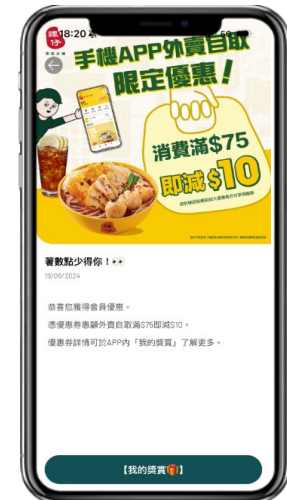 譚仔
18:20
手機APP外賣自取
限定優惠！
消費滿$75
即減$10
著數點少得你！👀
19/09/2024
恭喜您獲得會員優惠。
憑優惠券惠顧外賣自取滿$75即減$10。
優惠券詳情可於APP內「我的獎賞」了解更多。
【我的獎賞🎁】